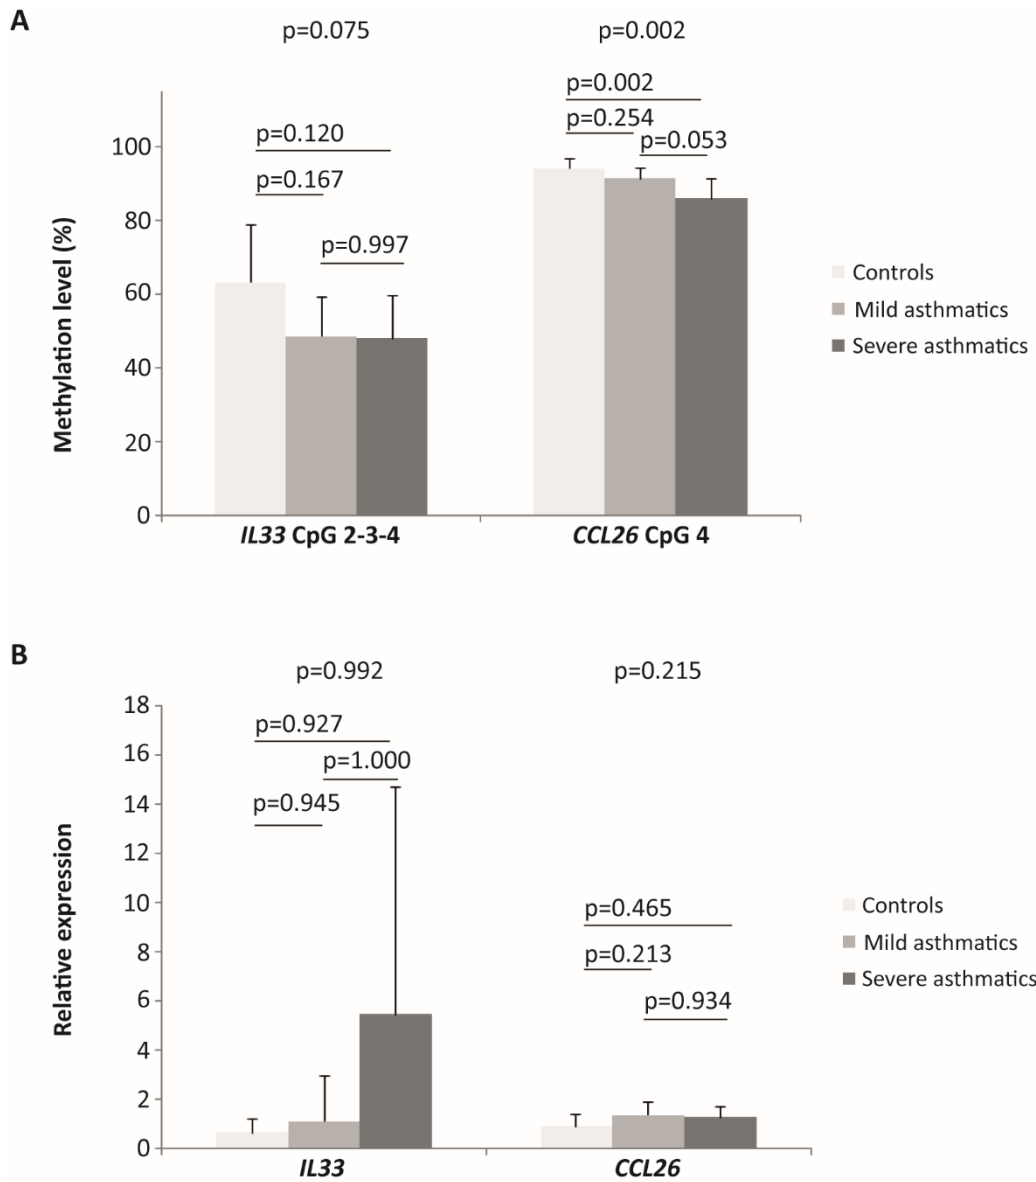 A
p=0.075 p=0.002
p=0.002
p=0.254
p=0.120
p=0.053
p=0.167
p=0.997
100
80
60
40
20
0
Methylation level (%)
Controls
Mild asthmatics
Severe asthmatics
IL33 CpG 2-3-4 CCL26 CpG 4
B
p=0.992 p=0.215
18
16
14
12
10
8
6
4
2
0
Relative expression
p=0.927
p=1.000
p=0.945
p=0.465
p=0.213
p=0.934
Controls
Mild asthmatics
Severe asthmatics
IL33 CCL26